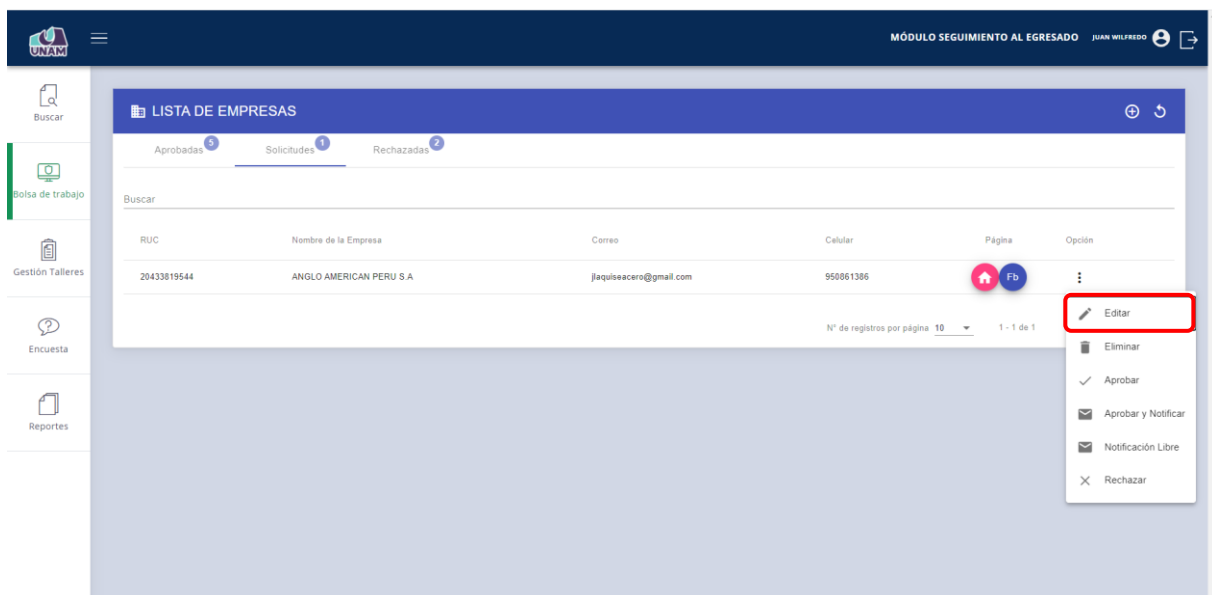 UNAM
MÓDULO SEGUIMIENTO AL EGRESADO JUAN WILFREDO
Buscar
Bolsa de trabajo
Gestión Talleres
Encuesta
Reportes
LISTA DE EMPRESAS
Aprobadas 5 Solicitudes 1 Rechazadas 2
Buscar
RUC Nombre de la Empresa Correo Celular Página Opción
20433819544 ANGLO AMERICAN PERU S.A jlaquiseacero@gmail.com 950861386 Fb
N° de registros por página 10 1 - 1 de 1
Editar
Eliminar
Aprobar
Aprobar y Notificar
Notificación Libre
Rechazar